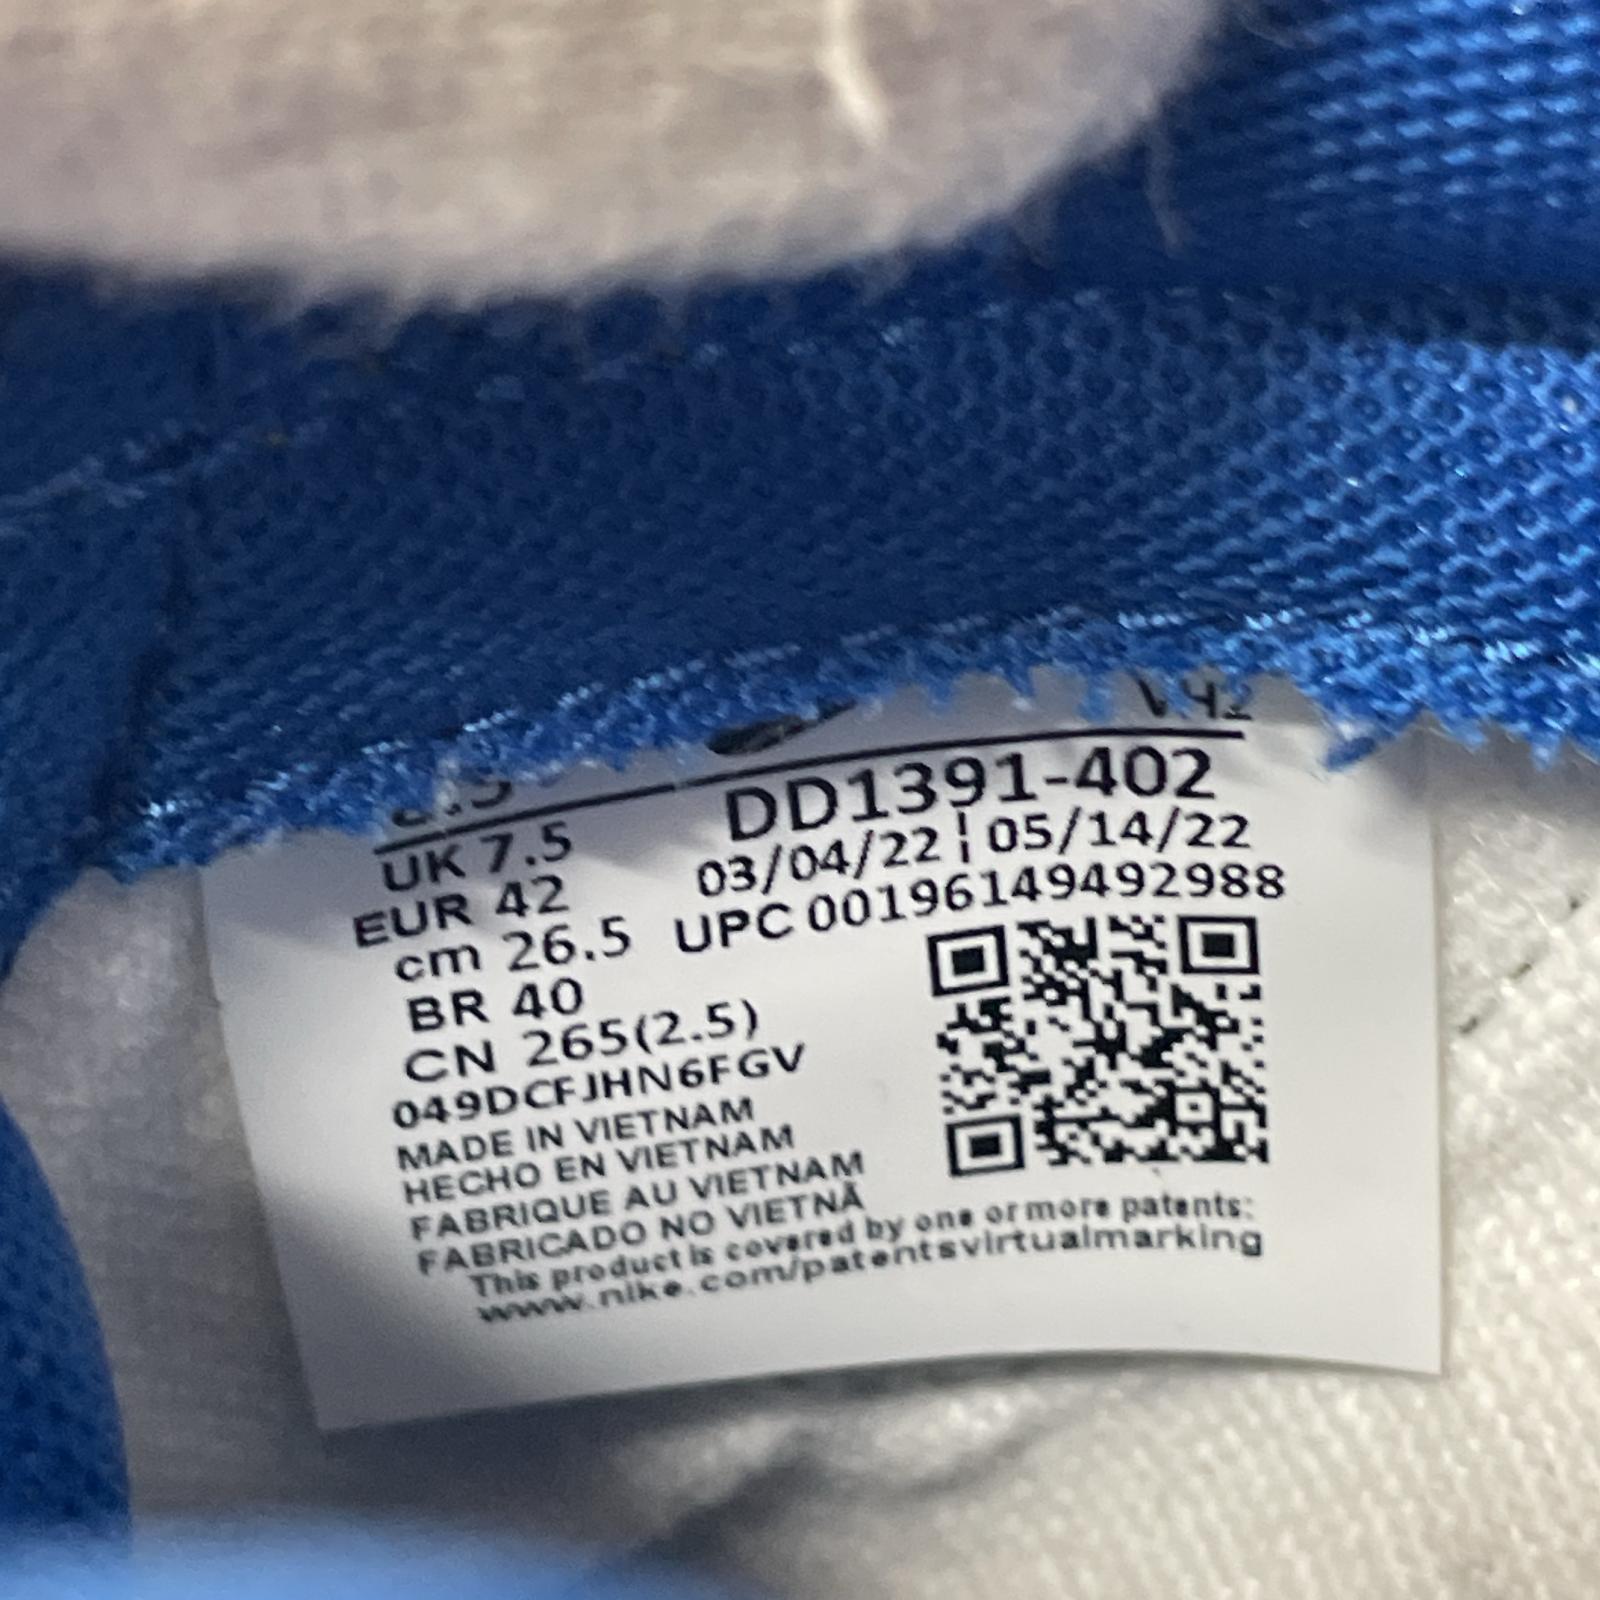 UK 7.5
EUR 42
cm 26.5
BR 40
CN 265(2.5)
049DCFJHN6FGV
MADE IN VIETNAM
HECHO EN VIETNAM
FABRIQUE AU VIETNAM
FABRICADO NO VIETNÃ
DD1391-402
03/04/22 ¦ 05/14/22
UPC 00196149492988
This product is covered by one or more patents:
www.nike.com/patentsvirtualmarking